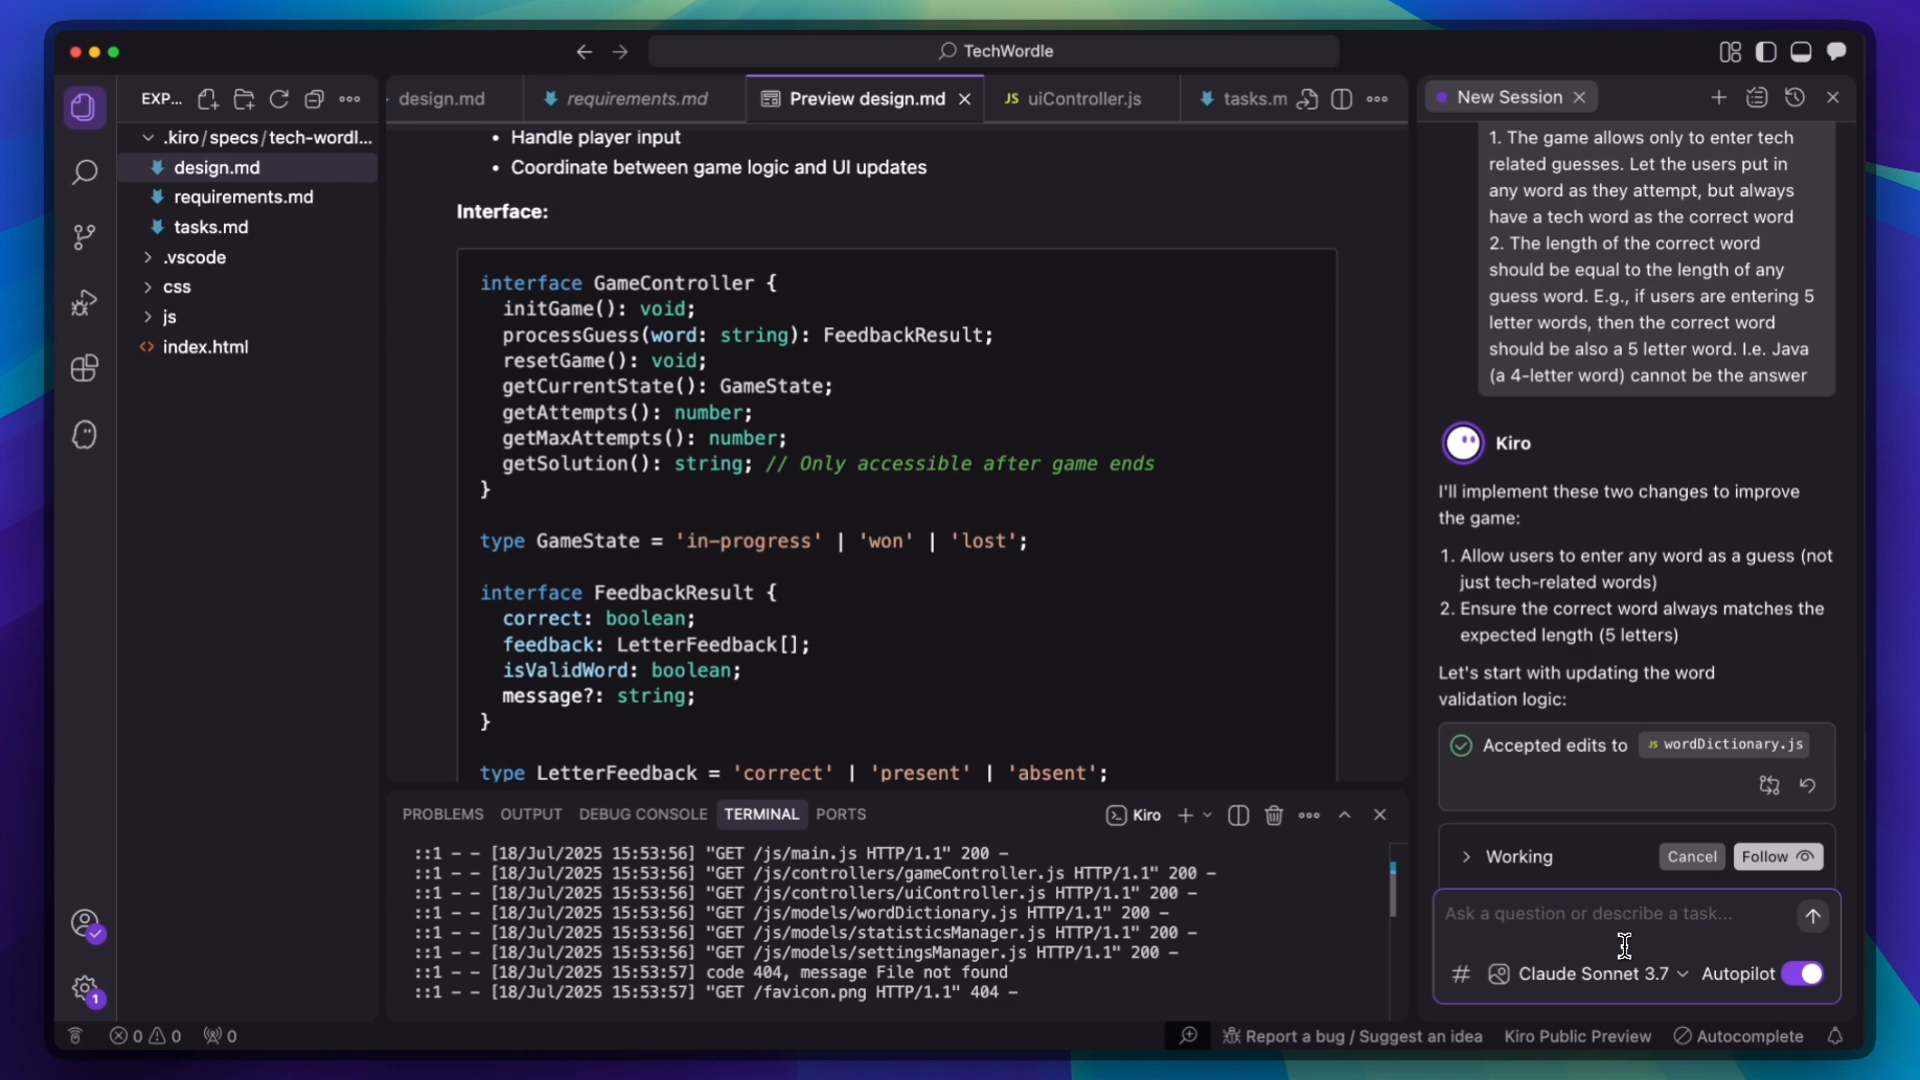 TechWordle
EXP...
design.md
requirements.md
Preview design.md
JS uiController.js
tasks.m
New Session
.kiro/specs/tech-wordl...
design.md
requirements.md
tasks.md
.vscode
css
js
index.html
• Handle player input
• Coordinate between game logic and UI updates
Interface:
interface GameController {
initGame(): void;
processGuess(word: string): FeedbackResult;
resetGame(): void;
getCurrentState(): GameState;
getAttempts(): number;
getMaxAttempts(): number;
getSolution(): string; // Only accessible after game ends
}
type GameState = 'in-progress' | 'won' | 'lost';
interface FeedbackResult {
correct: boolean;
feedback: LetterFeedback[];
isValidWord: boolean;
message?: string;
}
type LetterFeedback = 'correct' | 'present' | 'absent';
PROBLEMS OUTPUT DEBUG CONSOLE TERMINAL PORTS
Kiro
::1 - - [18/Jul/2025 15:53:56] "GET /js/main.js HTTP/1.1" 200 -
::1 - - [18/Jul/2025 15:53:56] "GET /js/controllers/gameController.js HTTP/1.1" 200 -
::1 - - [18/Jul/2025 15:53:56] "GET /js/controllers/uiController.js HTTP/1.1" 200 -
::1 - - [18/Jul/2025 15:53:56] "GET /js/models/wordDictionary.js HTTP/1.1" 200 -
::1 - - [18/Jul/2025 15:53:56] "GET /js/models/statisticsManager.js HTTP/1.1" 200 -
::1 - - [18/Jul/2025 15:53:56] "GET /js/models/settingsManager.js HTTP/1.1" 200 -
::1 - - [18/Jul/2025 15:53:57] code 404, message File not found
::1 - - [18/Jul/2025 15:53:57] "GET /favicon.png HTTP/1.1" 404 -
1. The game allows only to enter tech
related guesses. Let the users put in
any word as they attempt, but always
have a tech word as the correct word
2. The length of the correct word
should be equal to the length of any
guess word. E.g., if users are entering 5
letter words, then the correct word
should be also a 5 letter word. I.e. Java
(a 4-letter word) cannot be the answer
Kiro
I'll implement these two changes to improve
the game:
1. Allow users to enter any word as a guess (not
just tech-related words)
2. Ensure the correct word always matches the
expected length (5 letters)
Let's start with updating the word
validation logic:
Accepted edits to JS wordDictionary.js
Working Cancel Follow
Ask a question or describe a task...
# Claude Sonnet 3.7 Autopilot
1
0 0 0
Report a bug / Suggest an idea Kiro Public Preview Autocomplete